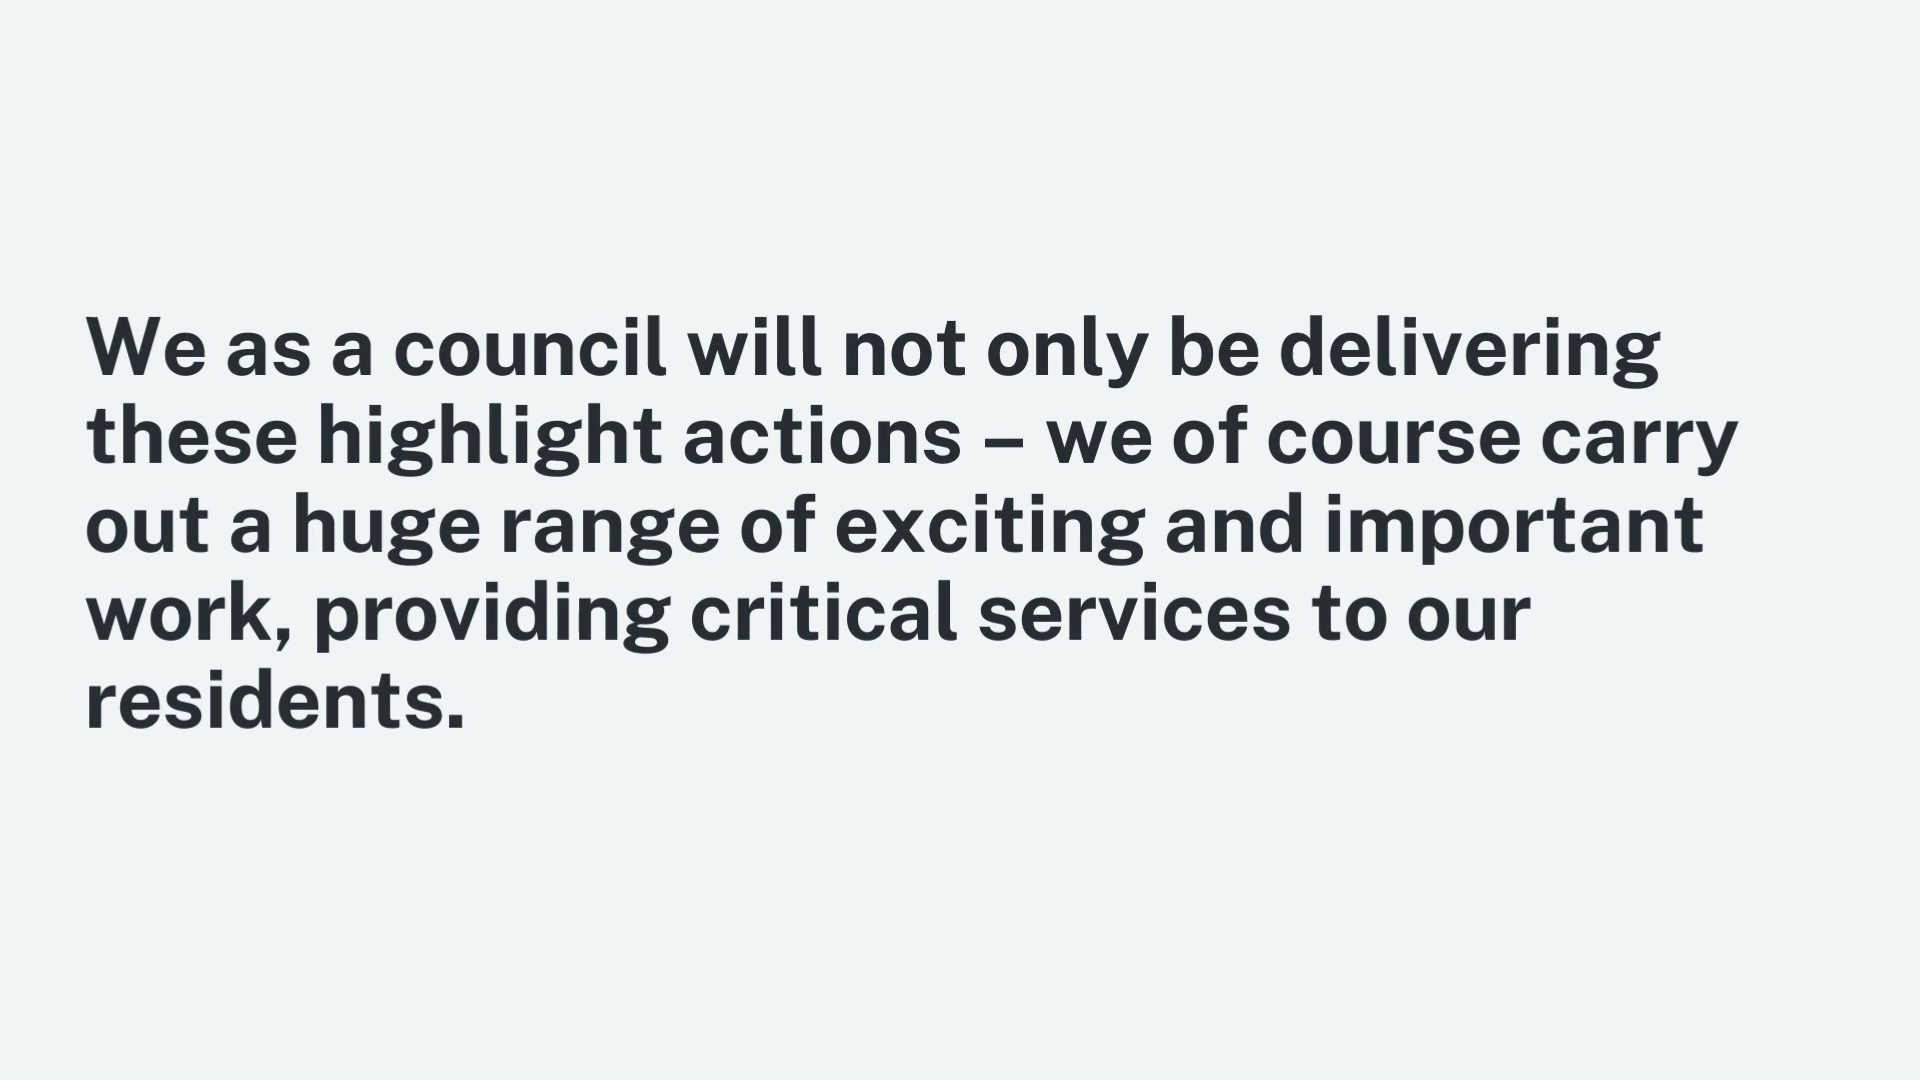 We as a council will not only be delivering
these highlight actions – we of course carry
out a huge range of exciting and important
work, providing critical services to our
residents.